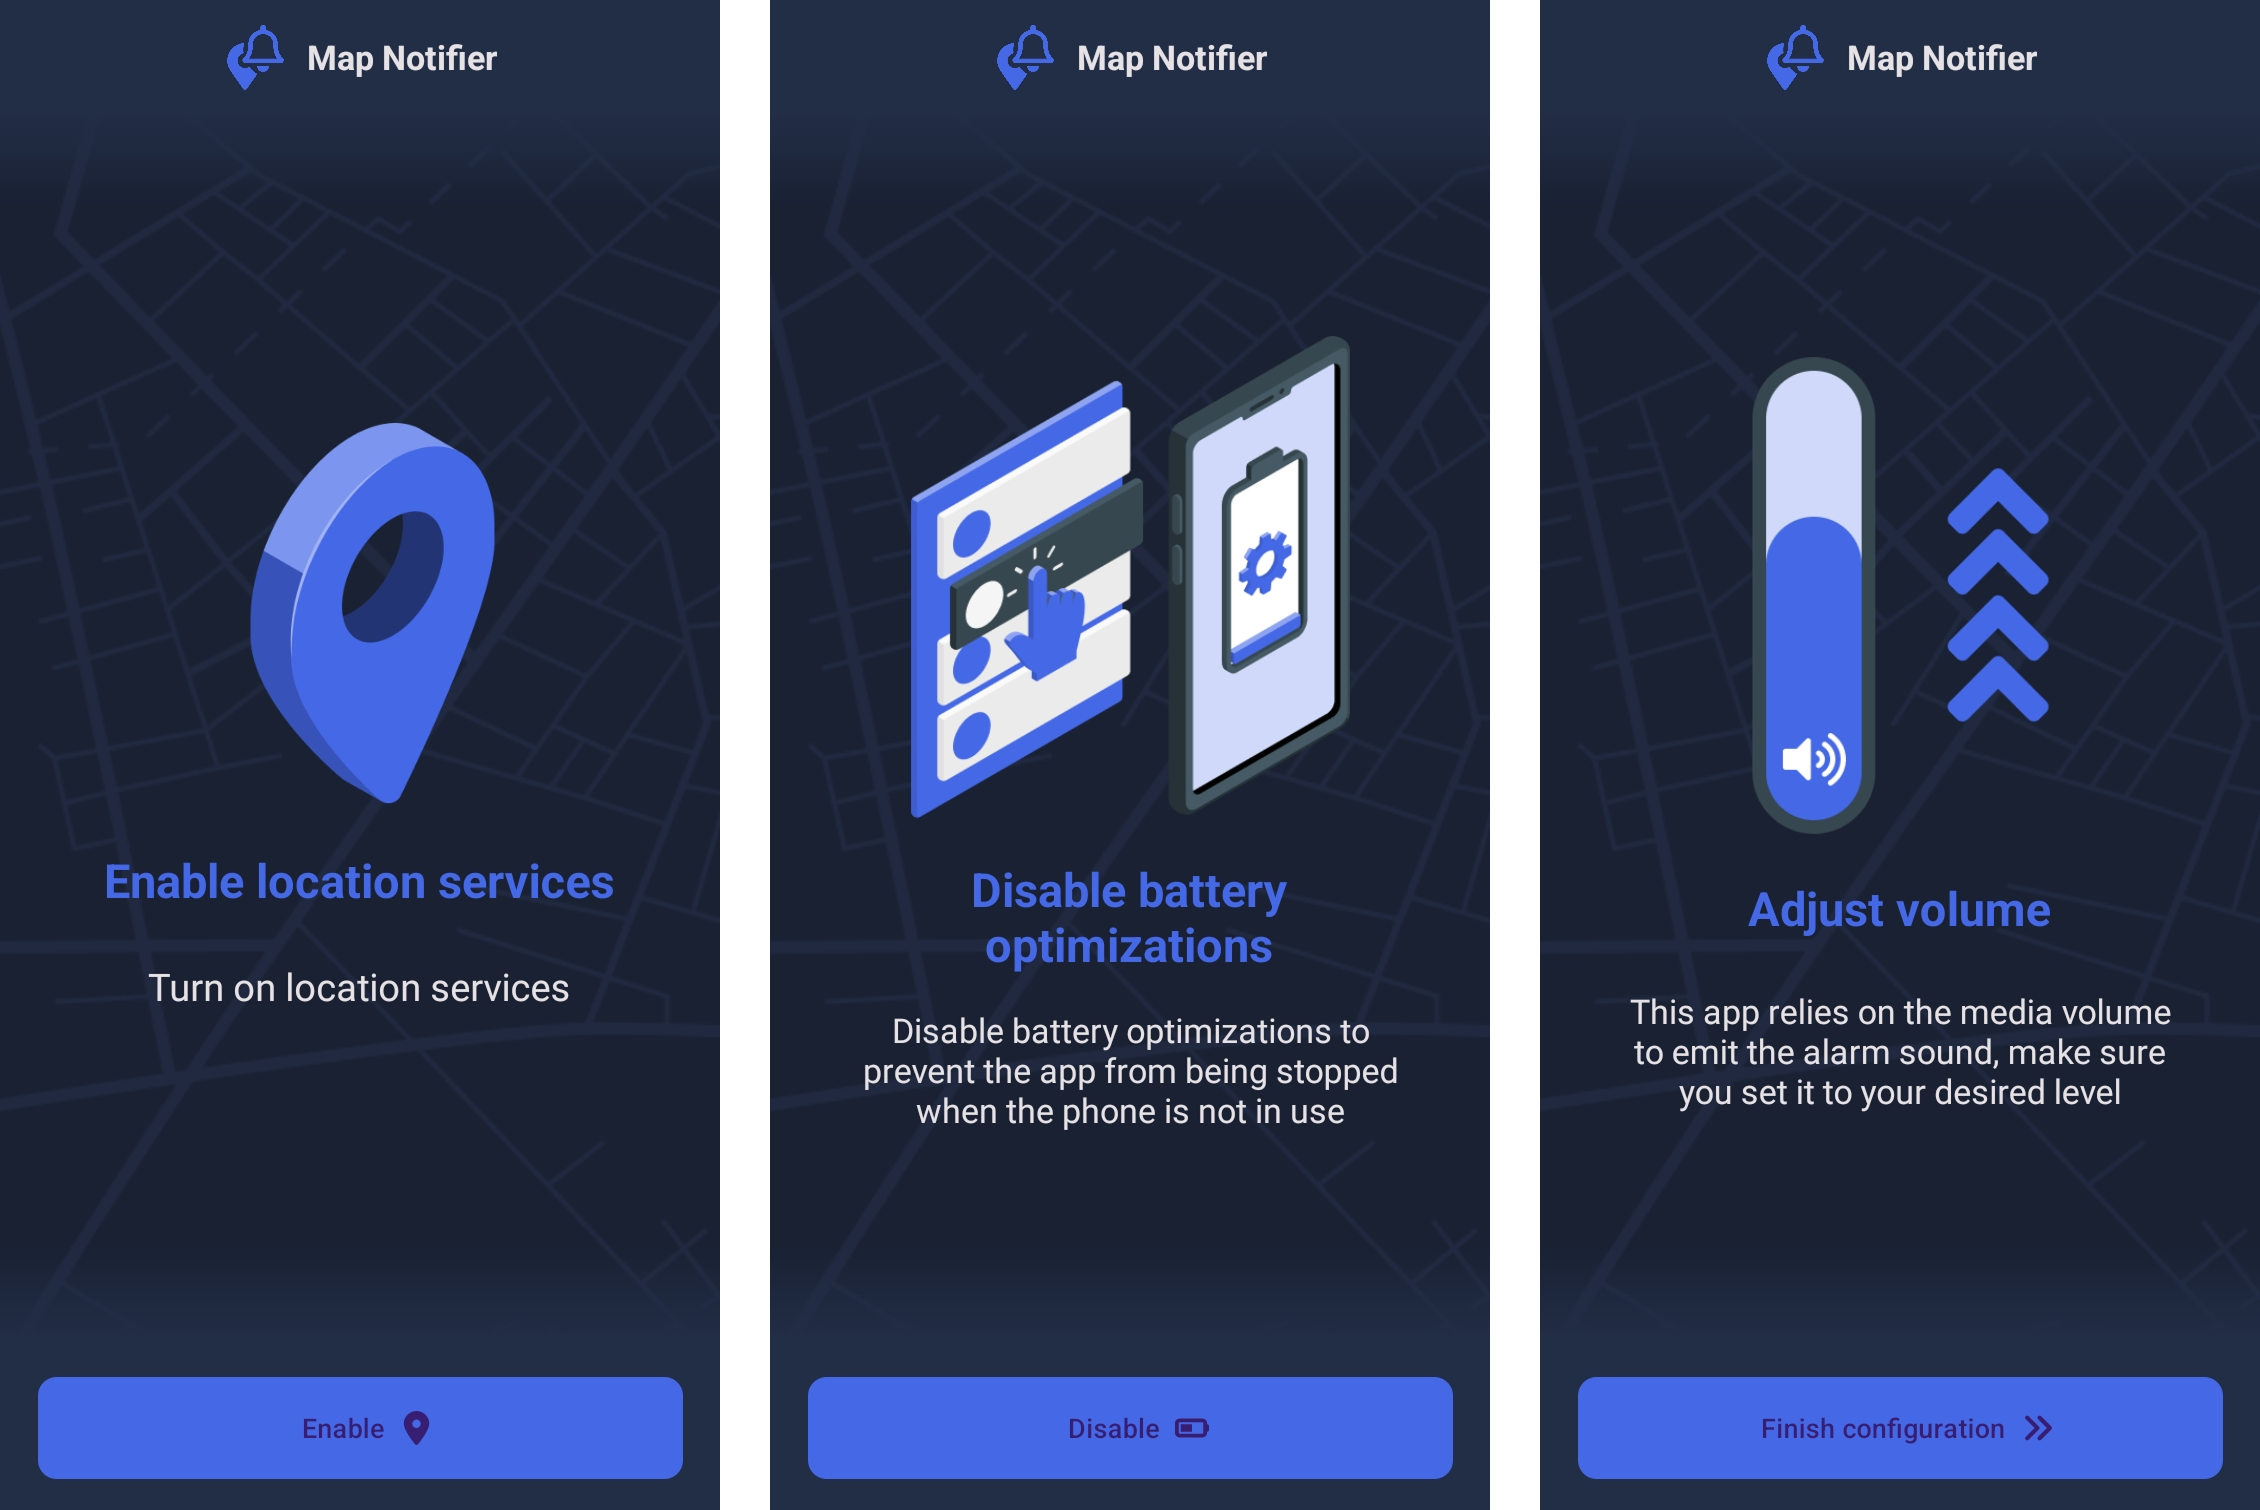 Map Notifier
Enable location services
Turn on location services
Enable
Map Notifier
Disable battery
optimizations
Disable battery optimizations to
prevent the app from being stopped
when the phone is not in use
Disable
Map Notifier
Adjust volume
This app relies on the media volume
to emit the alarm sound, make sure
you set it to your desired level
Finish configuration